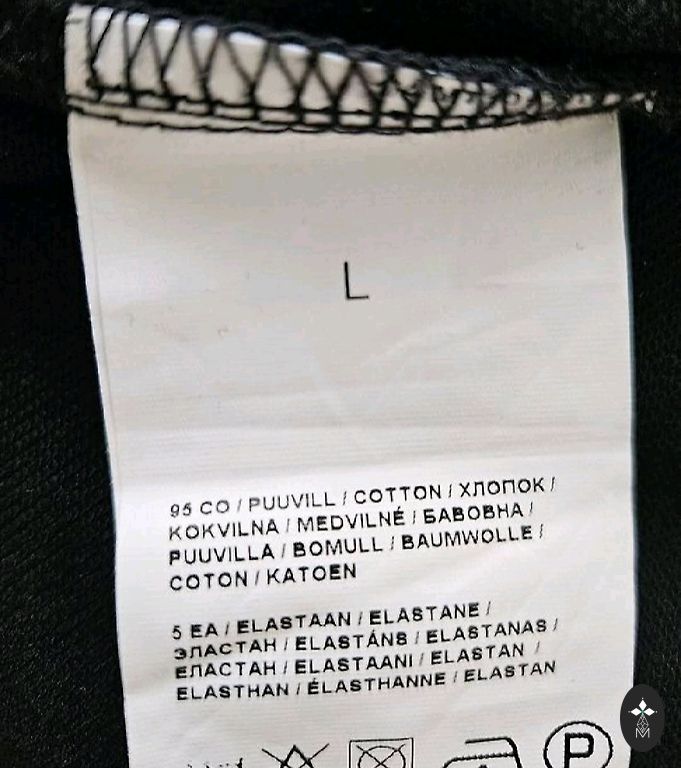 L
95 CO / PUUVILL / COTTON / ХЛОПОК /
KOKVILNA / MEDVILNÉ / БАВОВНА /
PUUVILLA / BOMULL / BAUMWOLLE /
COTON / KATOEN
5 EA / ELASTAAN / ELASTANE /
ЭЛАСТАН / ELASTÁNS / ELASTANAS /
ЕЛАСТАН / ELASTAANI / ELASTAN /
ELASTHAN / ÉLASTHANNE / ELASTAN
P
M